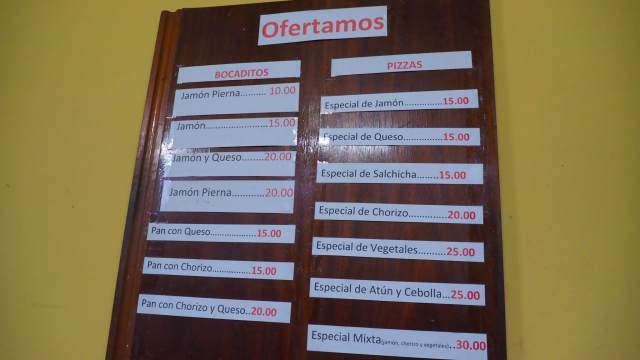 Ofertamos
BOCADITOS
Jamón Pierna.......... 10.00
Jamón............................15.00
Jamón y Queso.......20.00
Jamón Pierna............20.00
Pan con Queso...................15.00
Pan con Chorizo................15.00
Pan con Chorizo y Queso..20.00
PIZZAS
Especial de Jamón...............15.00
Especial de Queso...............15.00
Especial de Salchicha........15.00
Especial de Chorizo..............20.00
Especial de Vegetales..........25.00
Especial de Atún y Cebolla...25.00
Especial Mixta(jamón, chorizo y vegetales)..30.00